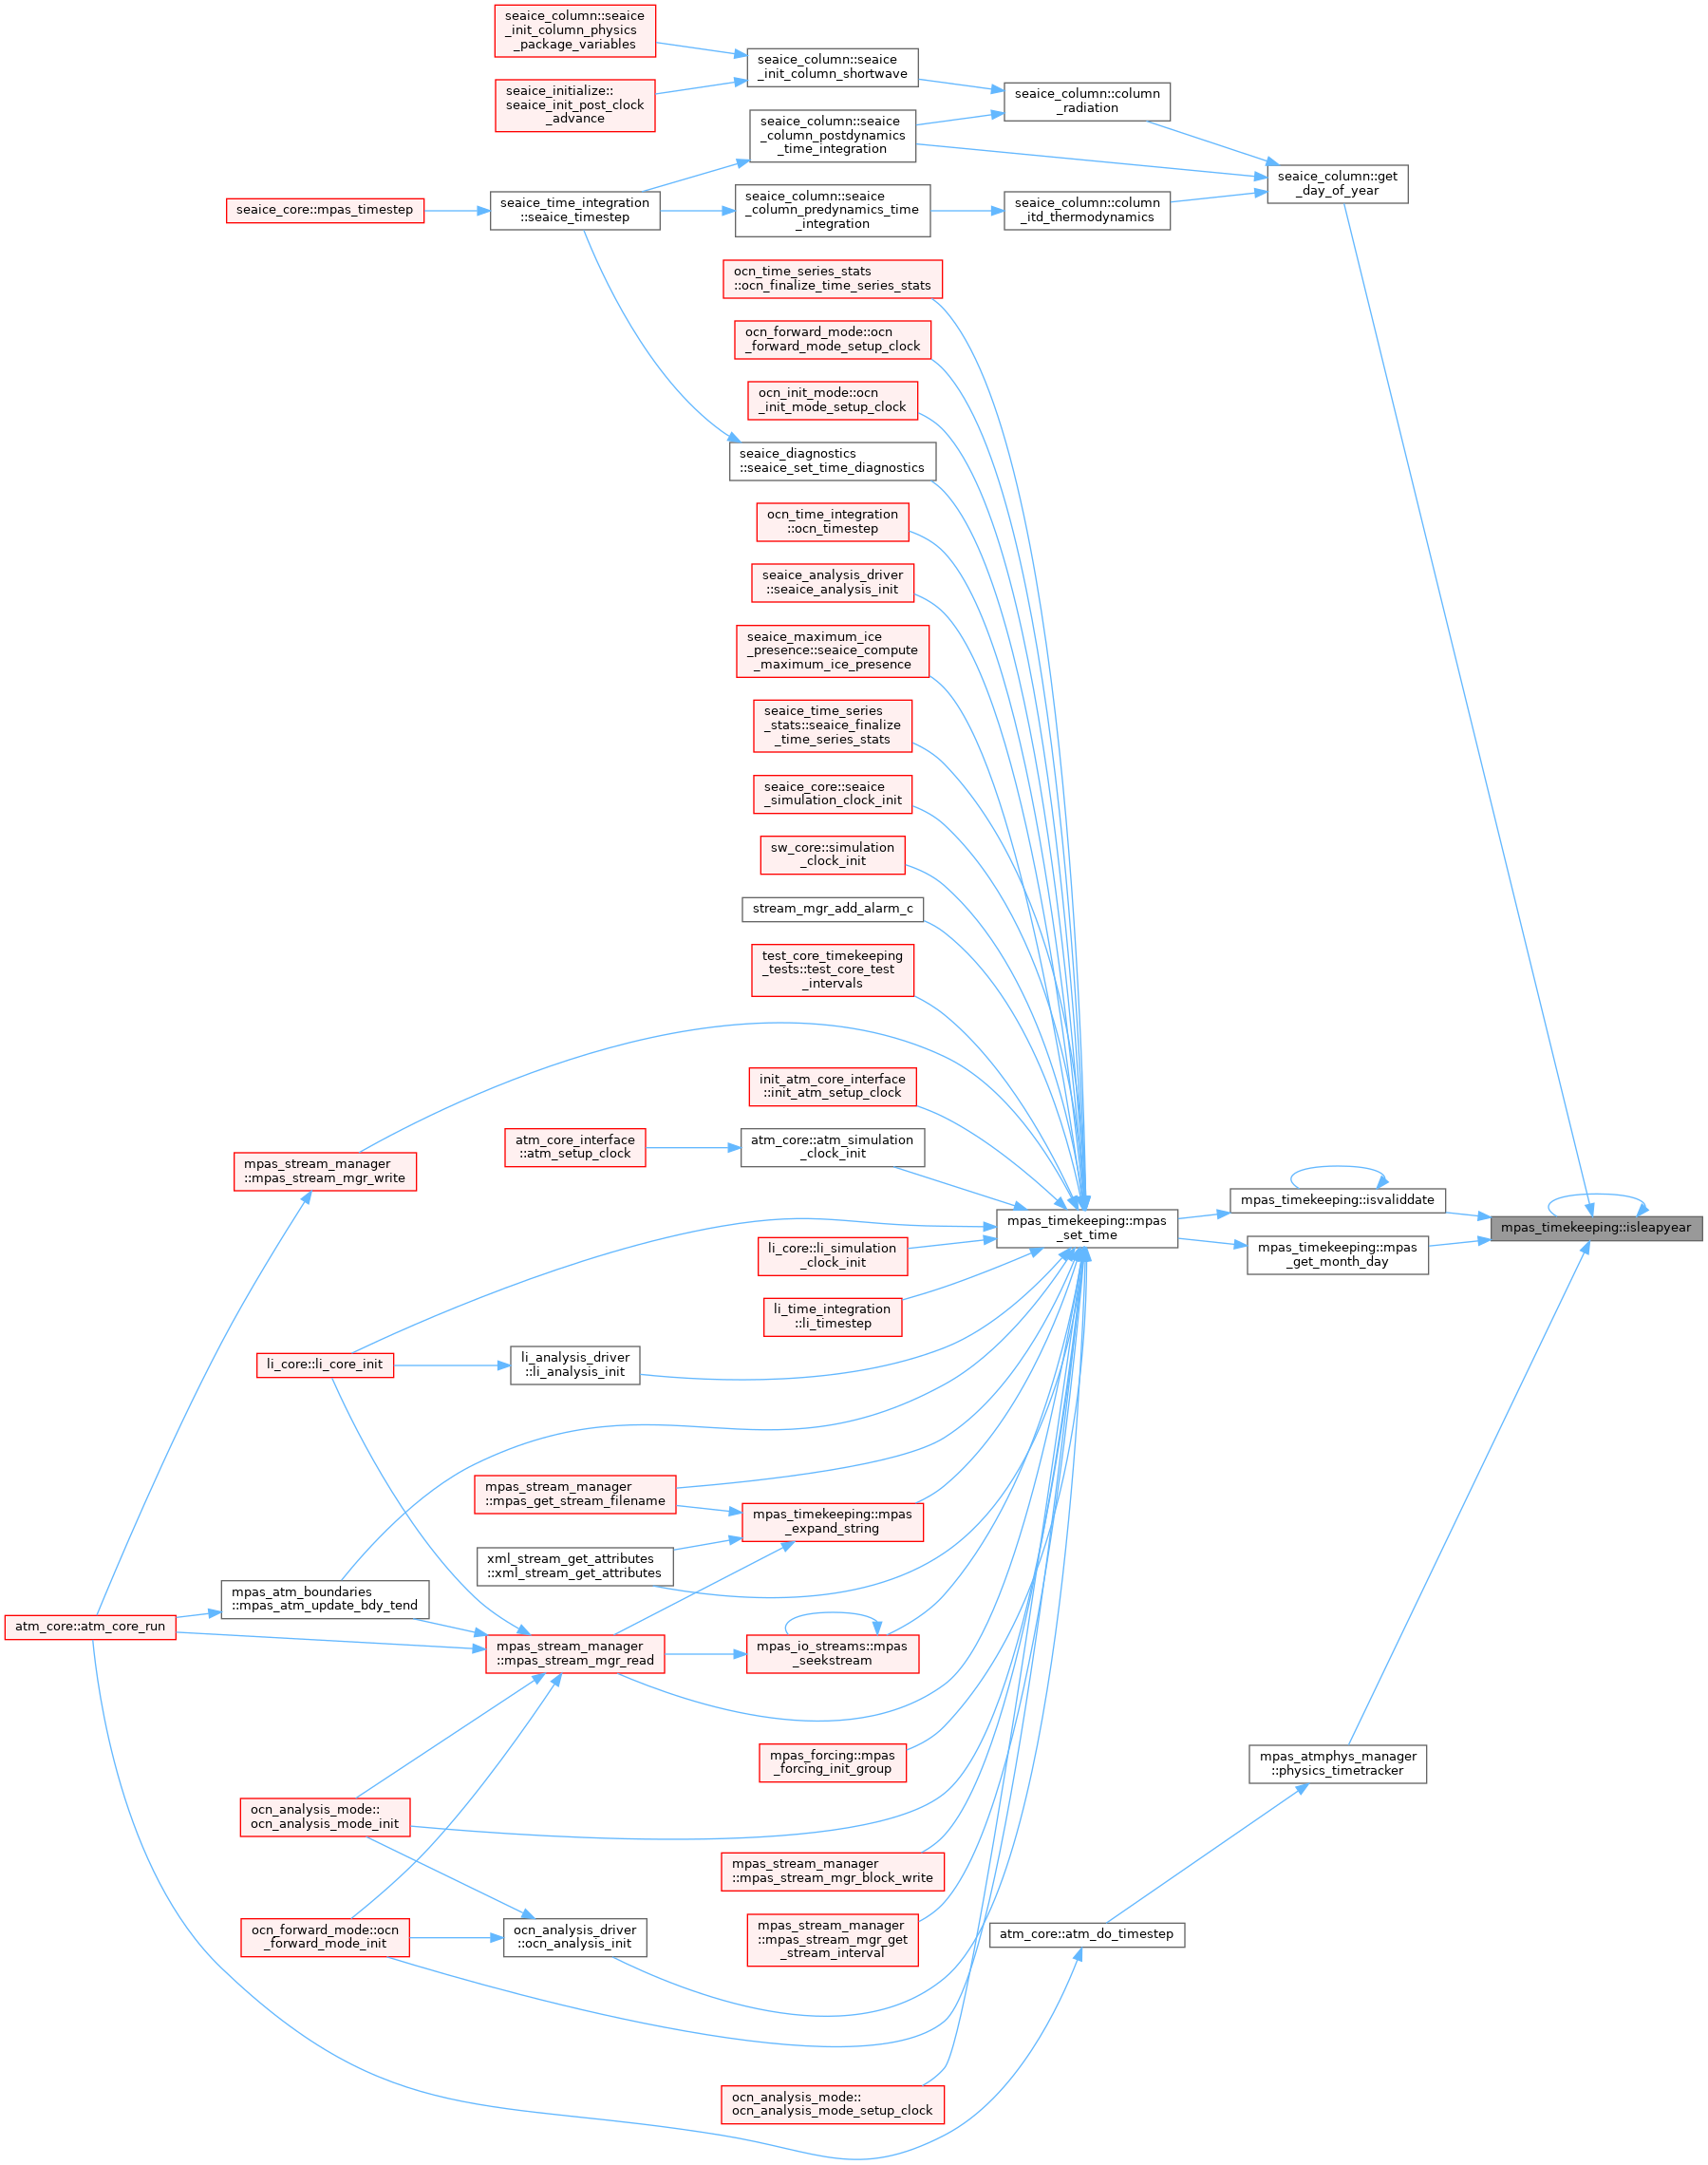 seaice_column::seaice
_init_column_physics
_package_variables
seaice_column::seaice
_init_column_shortwave
seaice_initialize::
seaice_init_post_clock
_advance
seaice_column::column
_radiation
seaice_column::seaice
_column_postdynamics
_time_integration
seaice_column::get
_day_of_year
seaice_core::mpas_timestep
seaice_time_integration
::seaice_timestep
seaice_column::seaice
_column_predynamics_time
_integration
seaice_column::column
_itd_thermodynamics
ocn_time_series_stats
::ocn_finalize_time_series_stats
ocn_forward_mode::ocn
_forward_mode_setup_clock
ocn_init_mode::ocn
_init_mode_setup_clock
seaice_diagnostics
::seaice_set_time_diagnostics
ocn_time_integration
::ocn_timestep
seaice_analysis_driver
::seaice_analysis_init
seaice_maximum_ice
_presence::seaice_compute
_maximum_ice_presence
seaice_time_series
_stats::seaice_finalize
_time_series_stats
seaice_core::seaice
_simulation_clock_init
sw_core::simulation
_clock_init
stream_mgr_add_alarm_c
test_core_timekeeping
_tests::test_core_test
_intervals
init_atm_core_interface
::init_atm_setup_clock
atm_core_interface
::atm_setup_clock
atm_core::atm_simulation
_clock_init
mpas_stream_manager
::mpas_stream_mgr_write
mpas_timekeeping::mpas
_set_time
mpas_timekeeping::isvaliddate
mpas_timekeeping::isleapyear
mpas_timekeeping::mpas
_get_month_day
li_core::li_simulation
_clock_init
li_time_integration
::li_timestep
li_core::li_core_init
li_analysis_driver
::li_analysis_init
mpas_stream_manager
::mpas_get_stream_filename
mpas_timekeeping::mpas
_expand_string
xml_stream_get_attributes
::xml_stream_get_attributes
mpas_atm_boundaries
::mpas_atm_update_bdy_tend
atm_core::atm_core_run
mpas_stream_manager
::mpas_stream_mgr_read
mpas_io_streams::mpas
_seekstream
mpas_forcing::mpas
_forcing_init_group
mpas_atmphys_manager
::physics_timetracker
ocn_analysis_mode::
ocn_analysis_mode_init
mpas_stream_manager
::mpas_stream_mgr_block_write
ocn_forward_mode::ocn
_forward_mode_init
ocn_analysis_driver
::ocn_analysis_init
mpas_stream_manager
::mpas_stream_mgr_get
_stream_interval
atm_core::atm_do_timestep
ocn_analysis_mode::
ocn_analysis_mode_setup_clock